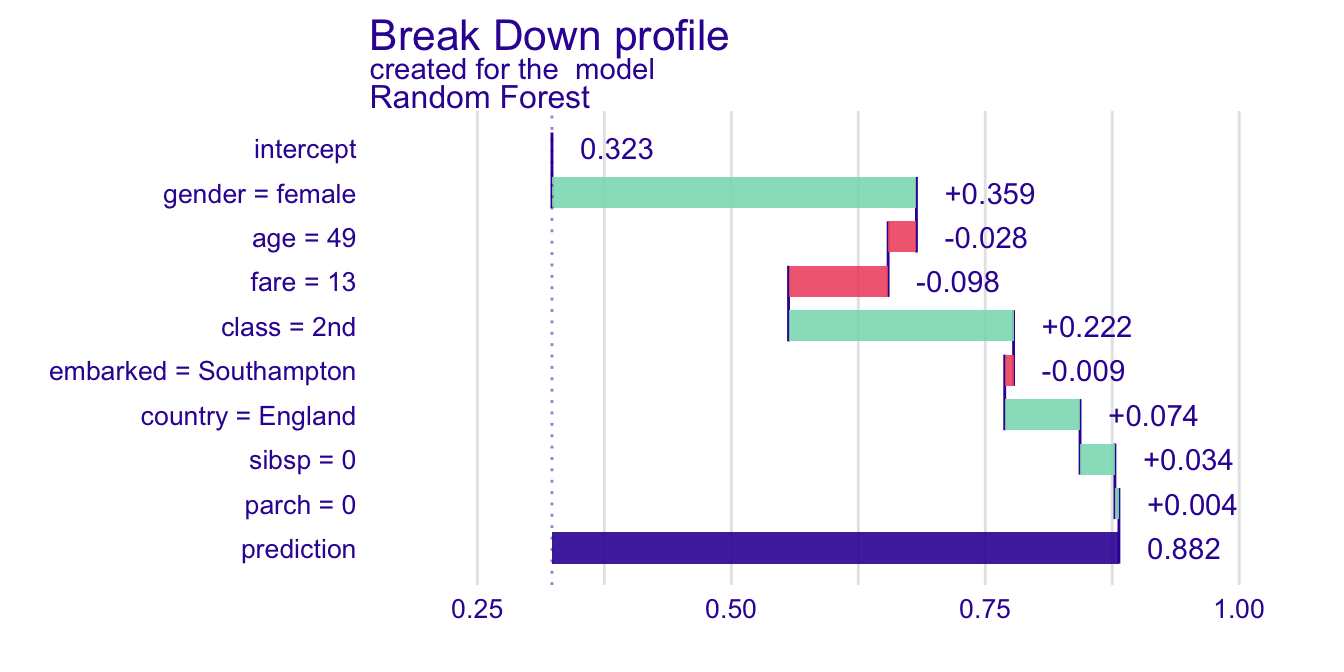 Break Down profile
created for the  model
Random Forest
intercept 0.323
gender = female +0.359
age = 49 -0.028
fare = 13 -0.098
class = 2nd +0.222
embarked = Southampton -0.009
country = England +0.074
sibsp = 0 +0.034
parch = 0 +0.004
prediction 0.882
0.25 0.50 0.75 1.00